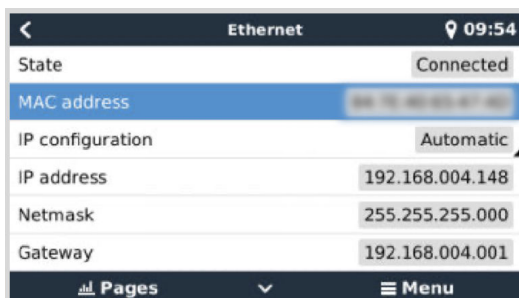 Ethernet 09:54
State Connected
MAC address
IP configuration Automatic
IP address 192.168.004.148
Netmask 255.255.255.000
Gateway 192.168.004.001
Pages Menu